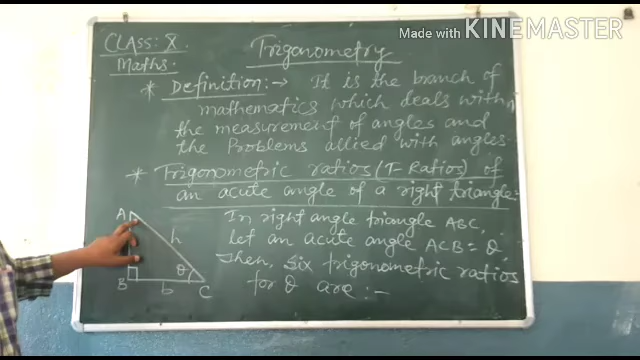 Made with KINEMASTER
CLASS: X
Maths.
Trigonometry
* Definition:→ It is the branch of
mathematics which deals with
the measurement of angles and
the Problems allied with angles.
* Trigonometric ratios (T-Ratios) of
an acute angle of a right triangle:-
In right angle triangle ABC,
Let an acute angle ACB = θ,
Then, six trigonometric ratios
for θ are:-
A
h
θ
B
b
C